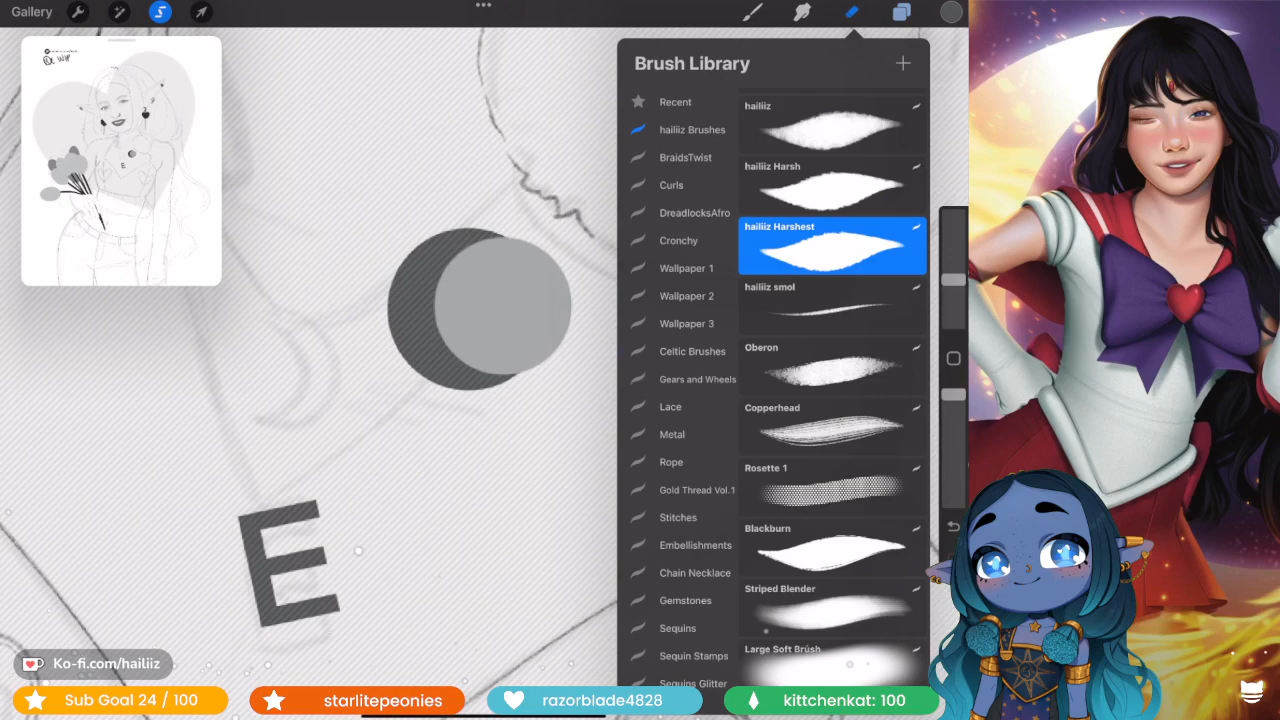 Gallery
Brush Library
Recent
hailiiz Brushes
BraidsTwist
Curls
DreadlocksAfro
Cronchy
Wallpaper 1
Wallpaper 2
Wallpaper 3
Celtic Brushes
Gears and Wheels
Lace
Metal
Rope
Gold Thread Vol.1
Stitches
Embellishments
Chain Necklace
Gemstones
Sequins
Sequin Stamps
Sequins Glitter
hailiiz
hailiiz Harsh
hailiiz Harshest
hailiiz smol
Oberon
Copperhead
Rosette 1
Blackburn
Striped Blender
Large Soft Brush
E
E
WIP
Ko-fi.com/hailiiz
Sub Goal 24 / 100
starlitepeonies
razorblade4828
kittchenkat: 100